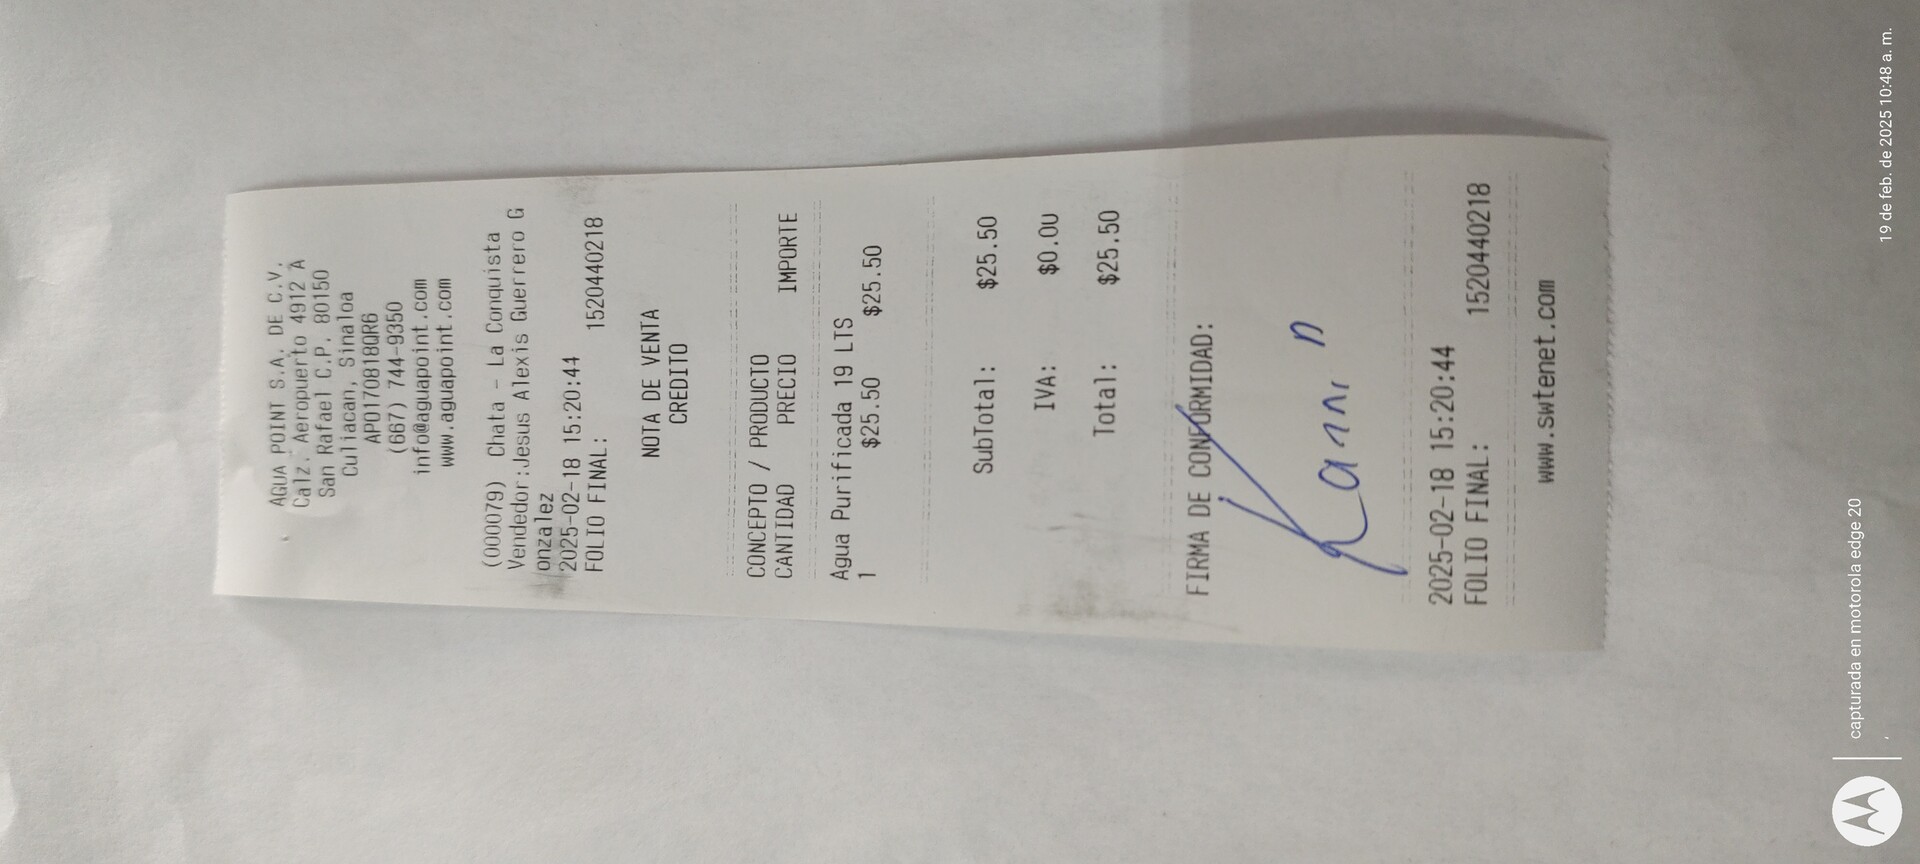 AGUA POINT S.A. DE C.V.
Calz. Aeropuerto 4912 A
San Rafael C.P. 80150
Culiacan, Sinaloa
APO170818QR6
(667) 744-9350
info@aguapoint.com
www.aguapoint.com
(000079) Chata - La Conquista
Vendedor:Jesus Alexis Guerrero G
onzalez
2025-02-18 15:20:44
FOLIO FINAL: 1520440218
NOTA DE VENTA
CREDITO
CONCEPTO / PRODUCTO
CANTIDAD PRECIO IMPORTE
Agua Purificada 19 LTS
1 $25.50 $25.50
SubTotal: $25.50
IVA: $0.00
Total: $25.50
FIRMA DE CONFORMIDAD:
2025-02-18 15:20:44
FOLIO FINAL: 1520440218
www.swtenet.com
capturada en motorola edge 20
19 de feb. de 2025 10:48 a. m.